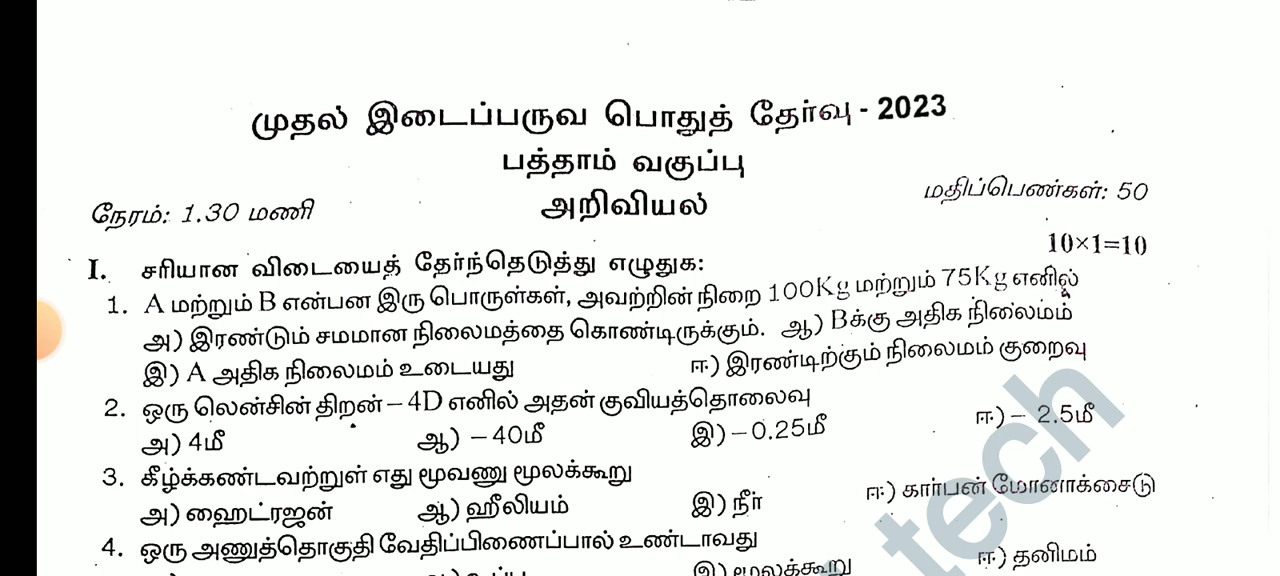 முதல் இடைப்பருவ பொதுத் தேர்வு - 2023
பத்தாம் வகுப்பு
அறிவியல்
நேரம்: 1.30 மணி
மதிப்பெண்கள்: 50
10×1=10
I. சரியான விடையைத் தேர்ந்தெடுத்து எழுதுக:
1. A மற்றும் B என்பன இரு பொருள்கள், அவற்றின் நிறை 100Kg மற்றும் 75Kg எனில்
அ) இரண்டும் சமமான நிலைமத்தை கொண்டிருக்கும். ஆ) Bக்கு அதிக நிலைமம்
இ) A அதிக நிலைமம் உடையது ஈ) இரண்டிற்கும் நிலைமம் குறைவு
2. ஒரு லென்சின் திறன் – 4D எனில் அதன் குவியத்தொலைவு
அ) 4மீ ஆ) – 40மீ இ) – 0.25மீ ஈ) – 2.5மீ
3. கீழ்க்கண்டவற்றுள் எது மூவணு மூலக்கூறு
அ) ஹைட்ரஜன் ஆ) ஹீலியம் இ) நீர் ஈ) கார்பன் மோனாக்சைடு
4. ஒரு அணுத்தொகுதி வேதிப்பிணைப்பால் உண்டாவது
இ) மூலக்கூறு ஈ) தனிமம்
tech